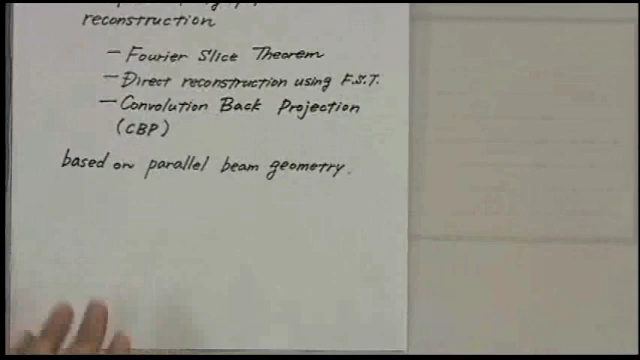 reconstruction
- Fourier Slice Theorem
- Direct reconstruction using F.S.T.
- Convolution Back Projection
(CBP)
based on parallel beam geometry.